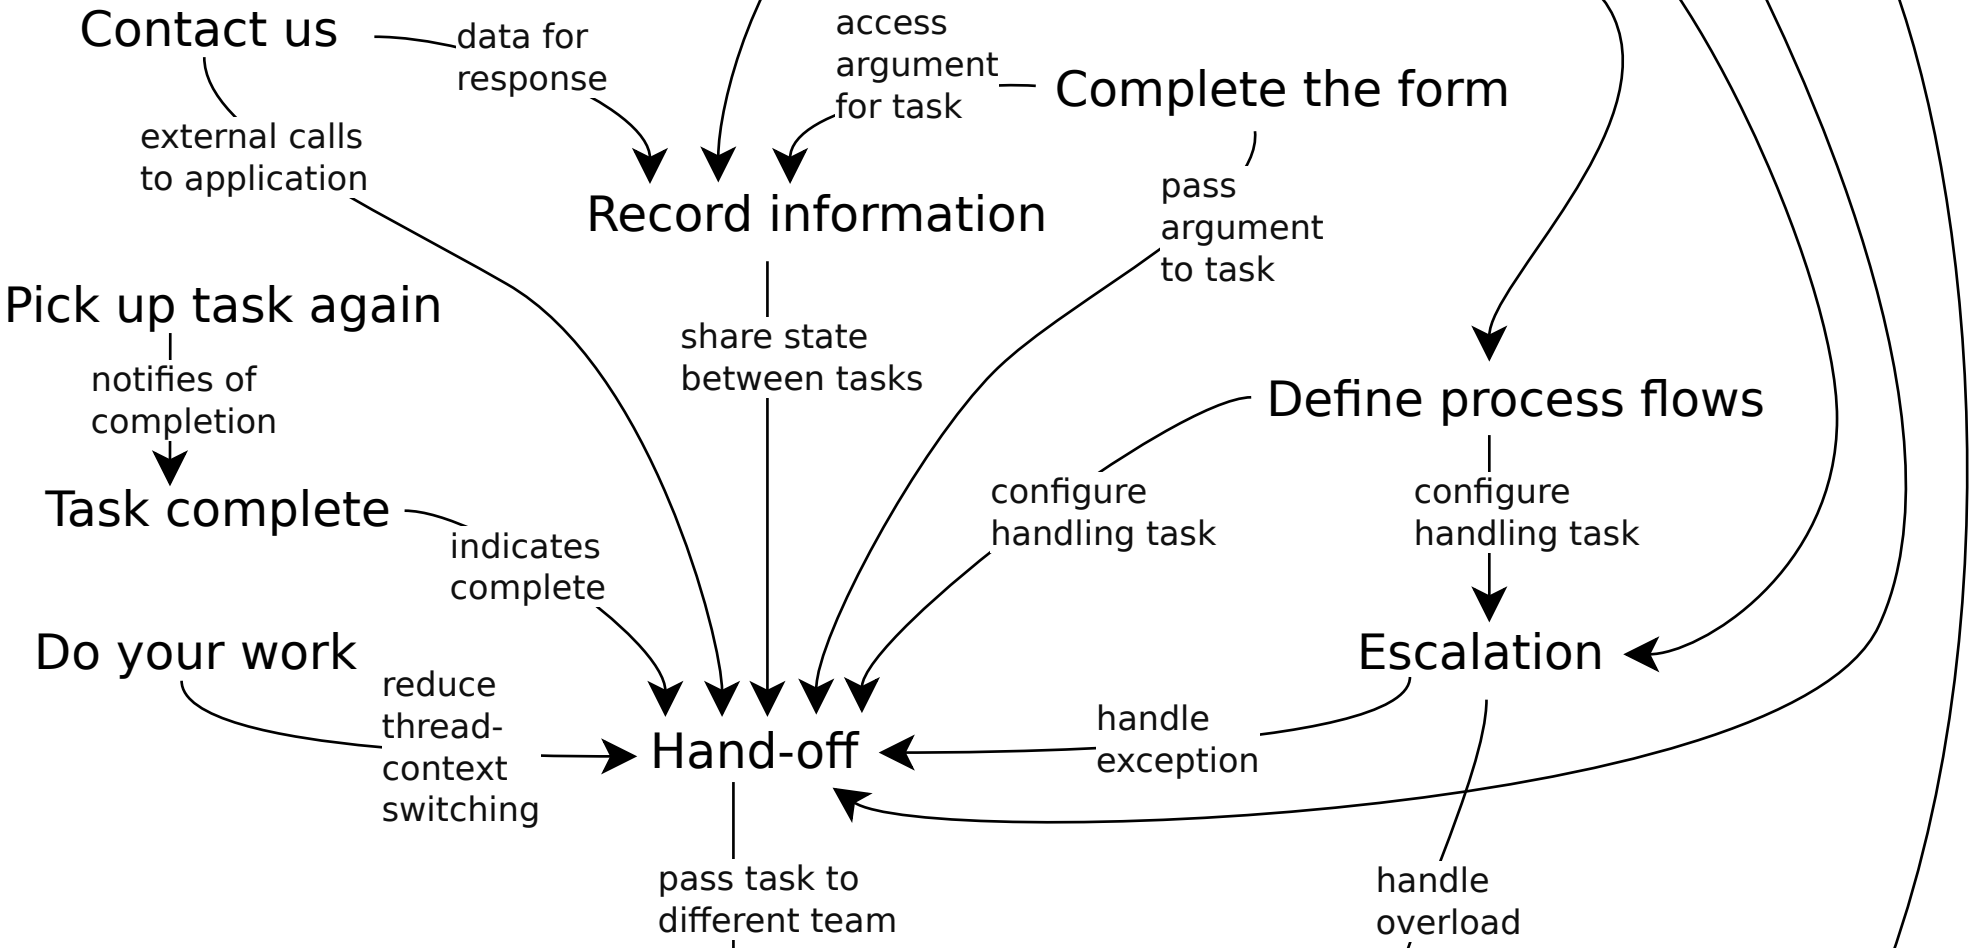 Contact us
data for
response
access
argument
for task
Complete the form
external calls
to application
pass
argument
to task
Record information
Pick up task again
share state
between tasks
notifies of
completion
Define process flows
Task complete
configure
handling task
configure
handling task
indicates
complete
Do your work
Escalation
reduce
thread-
context
switching
handle
exception
Hand-off
pass task to
different team
handle
overload